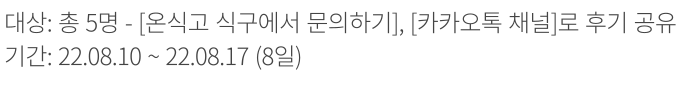 대상: 총 5명 - [온식고 식구에서 문의하기], [카카오톡 채널]로 후기 공유
기간: 22.08.10 ~ 22.08.17 (8일)